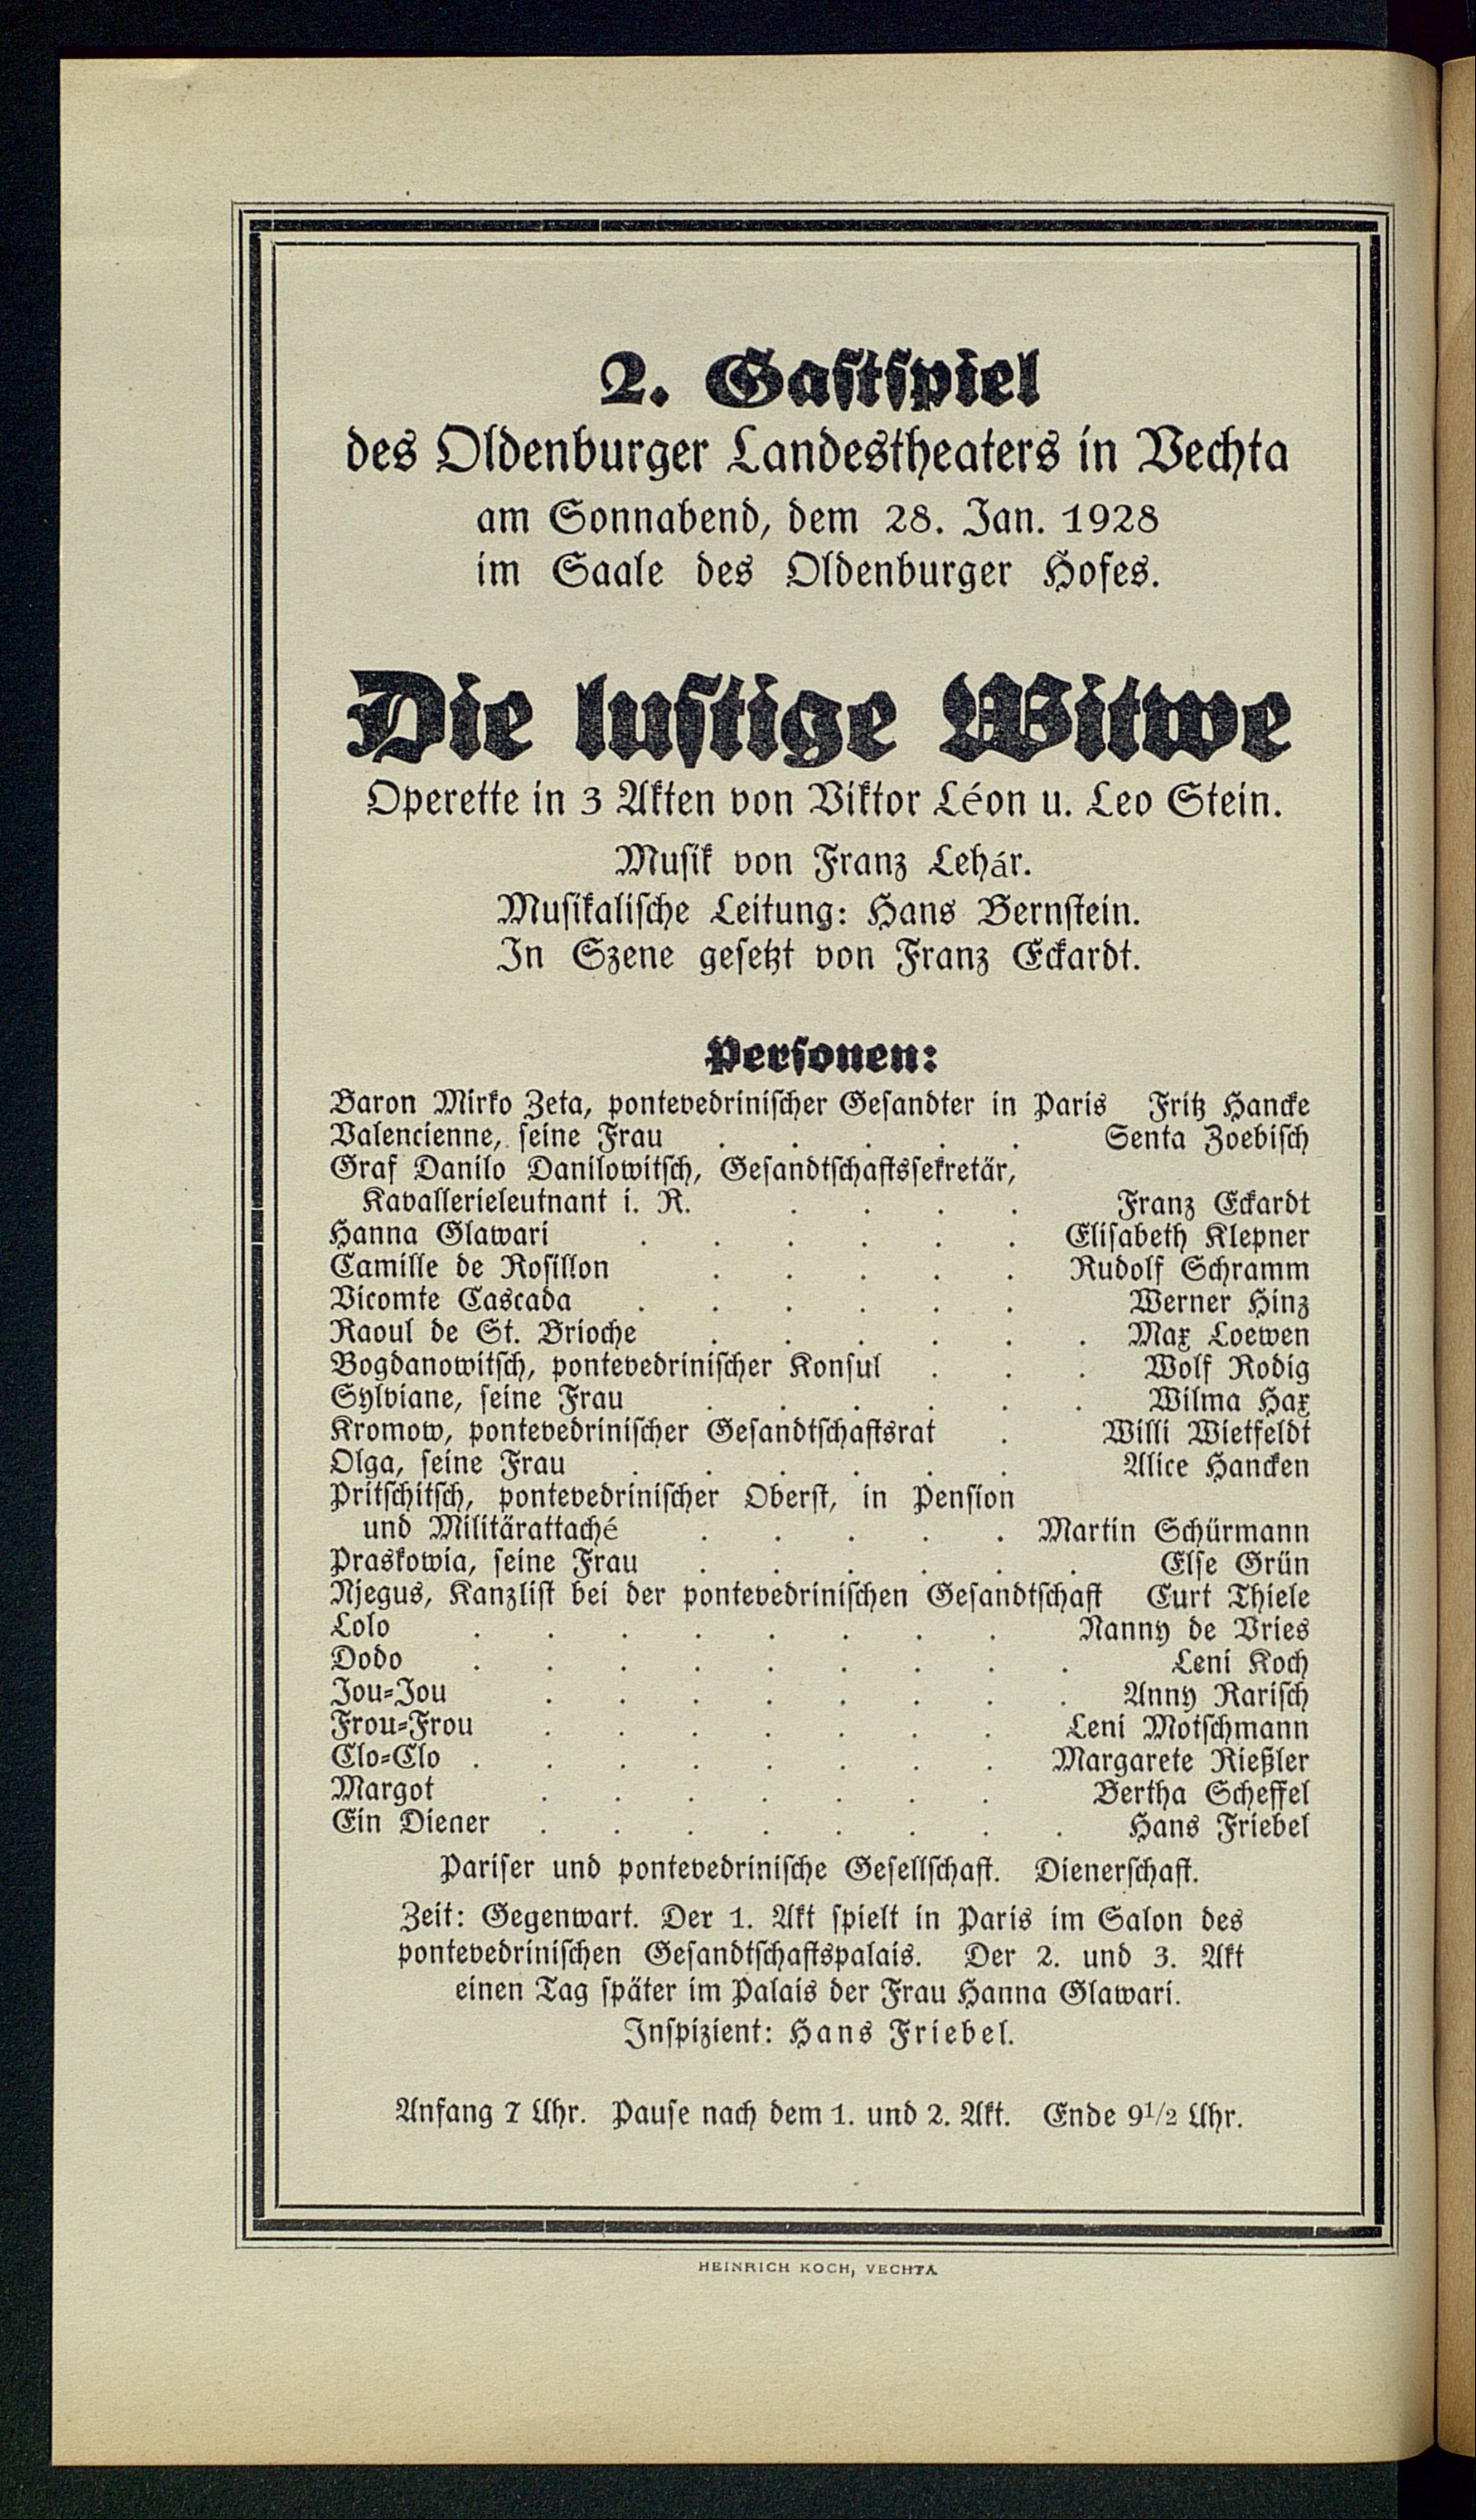 2. Gastspiel
des Oldenburger Landestheaters in Vechta
am Sonnabend, dem 28. Jan. 1928
im Saale des Oldenburger Hofes.
Die lustige Witwe
Operette in 3 Akten von Viktor Léon u. Leo Stein.
Musik von Franz Lehár.
Musikalische Leitung: Hans Bernstein.
In Szene gesetzt von Franz Eckardt.
Personen:
Baron Mirko Zeta, pontevedrinischer Gesandter in Paris Fritz Hancke
Valencienne, seine Frau . . . . . Senta Zoebisch
Graf Danilo Danilowitsch, Gesandtschaftssekretär,
Kavallerieleutnant i. R. . . . . Franz Eckardt
Hanna Glawari . . . . . . Elisabeth Klepner
Camille de Rosillon . . . . . Rudolf Schramm
Vicomte Cascada . . . . . . Werner Hinz
Raoul de St. Brioche . . . . . . Max Loewen
Bogdanowitsch, pontevedrinischer Konsul . . . Wolf Rodig
Sylviane, seine Frau . . . . . . Wilma Hax
Kromow, pontevedrinischer Gesandtschaftsrat . Willi Wietfeldt
Olga, seine Frau . . . . . . Alice Hancken
Pritschitsch, pontevedrinischer Oberst, in Pension
und Militärattaché . . . . . Martin Schürmann
Praskowia, seine Frau . . . . . . Else Grün
Njegus, Kanzlist bei der pontevedrinischen Gesandtschaft Curt Thiele
Lolo . . . . . . . . Nanny de Vries
Dodo . . . . . . . . . Leni Koch
Jou-Jou . . . . . . . . Anny Rarisch
Frou-Frou . . . . . . . Leni Motschmann
Clo-Clo . . . . . . . . Margarete Rießler
Margot . . . . . . . Bertha Scheffel
Ein Diener . . . . . . . . Hans Friebel
Pariser und pontevedrinische Gesellschaft. Dienerschaft.
Zeit: Gegenwart. Der 1. Akt spielt in Paris im Salon des
pontevedrinischen Gesandtschaftspalais. Der 2. und 3. Akt
einen Tag später im Palais der Frau Hanna Glawari.
Inspizient: Hans Friebel.
Anfang 7 Uhr. Pause nach dem 1. und 2. Akt. Ende 9 1/2 Uhr.
HEINRICH KOCH, VECHTA